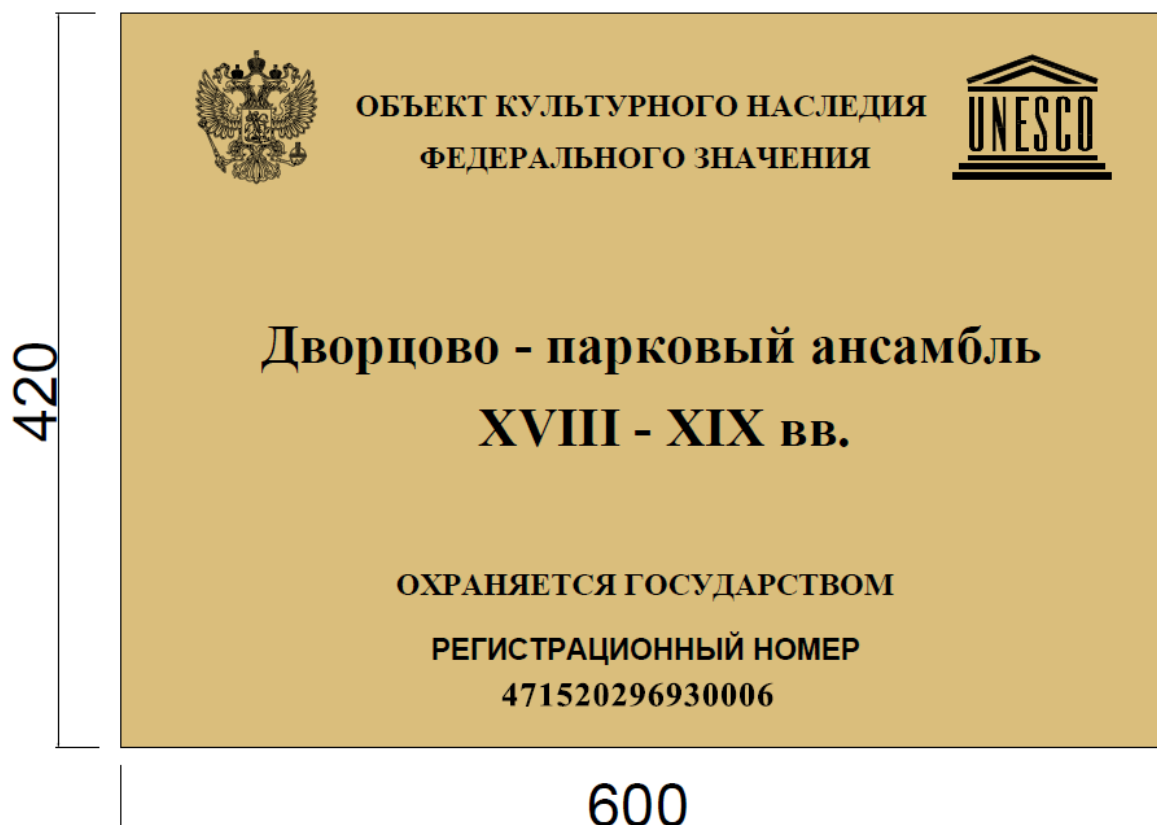 ОБЪЕКТ КУЛЬТУРНОГО НАСЛЕДИЯ
ФЕДЕРАЛЬНОГО ЗНАЧЕНИЯ
UNESCO
Дворцово - парковый ансамбль
XVIII - XIX вв.
420
ОХРАНЯЕТСЯ ГОСУДАРСТВОМ
РЕГИСТРАЦИОННЫЙ НОМЕР
471520296930006
600